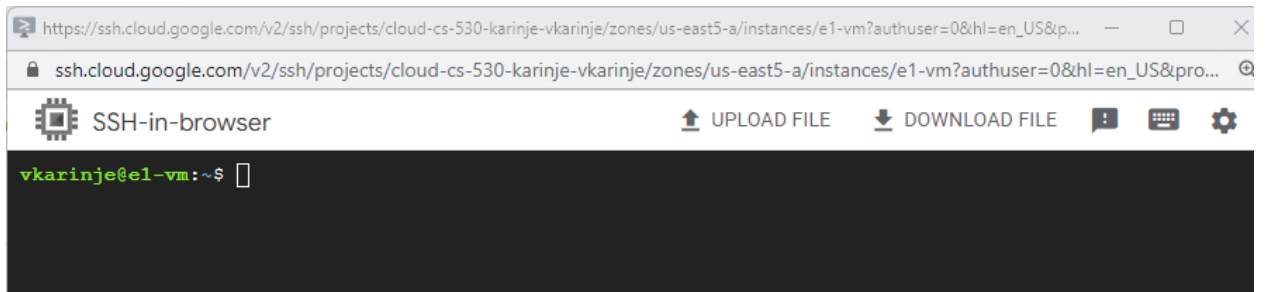 https://ssh.cloud.google.com/v2/ssh/projects/cloud-cs-530-karinje-vkarinje/zones/us-east5-a/instances/e1-vm?authuser=0&hl=en_US&p...
ssh.cloud.google.com/v2/ssh/projects/cloud-cs-530-karinje-vkarinje/zones/us-east5-a/instances/e1-vm?authuser=0&hl=en_US&pro...
SSH-in-browser UPLOAD FILE DOWNLOAD FILE
vkarinje@e1-vm:~$